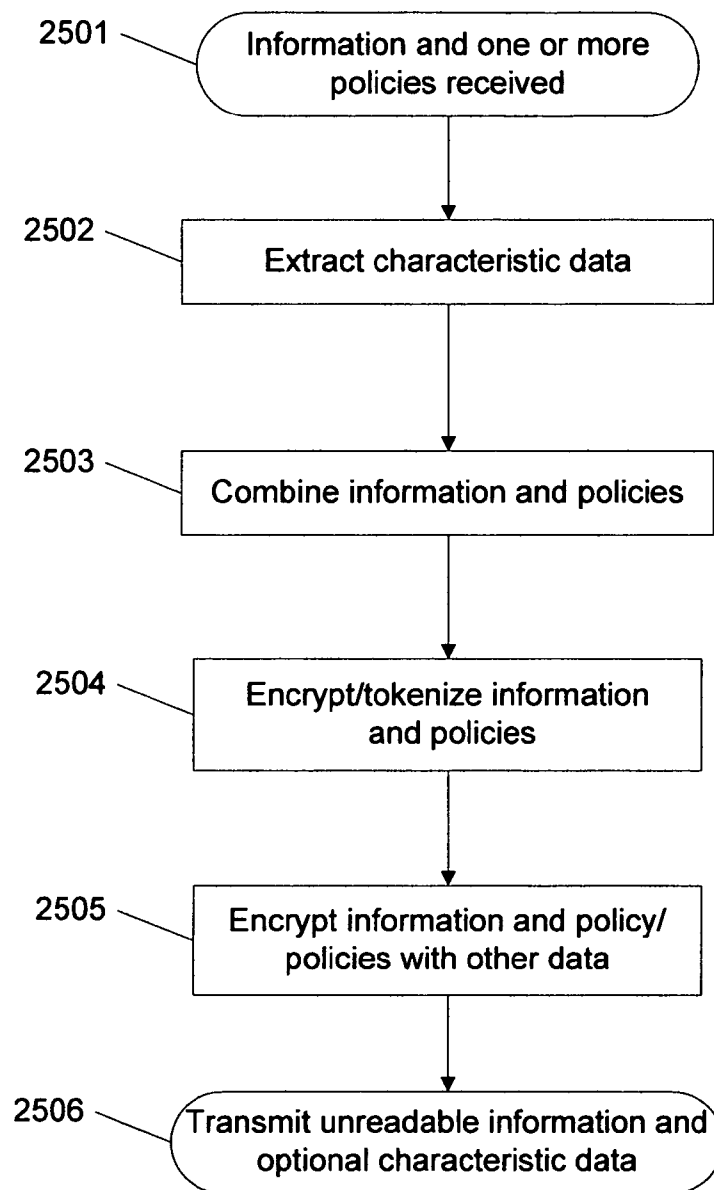 2501
Information and one or more
policies received
2502
Extract characteristic data
2503
Combine information and policies
2504
Encrypt/tokenize information
and policies
2505
Encrypt information and policy/
policies with other data
2506
Transmit unreadable information and
optional characteristic data